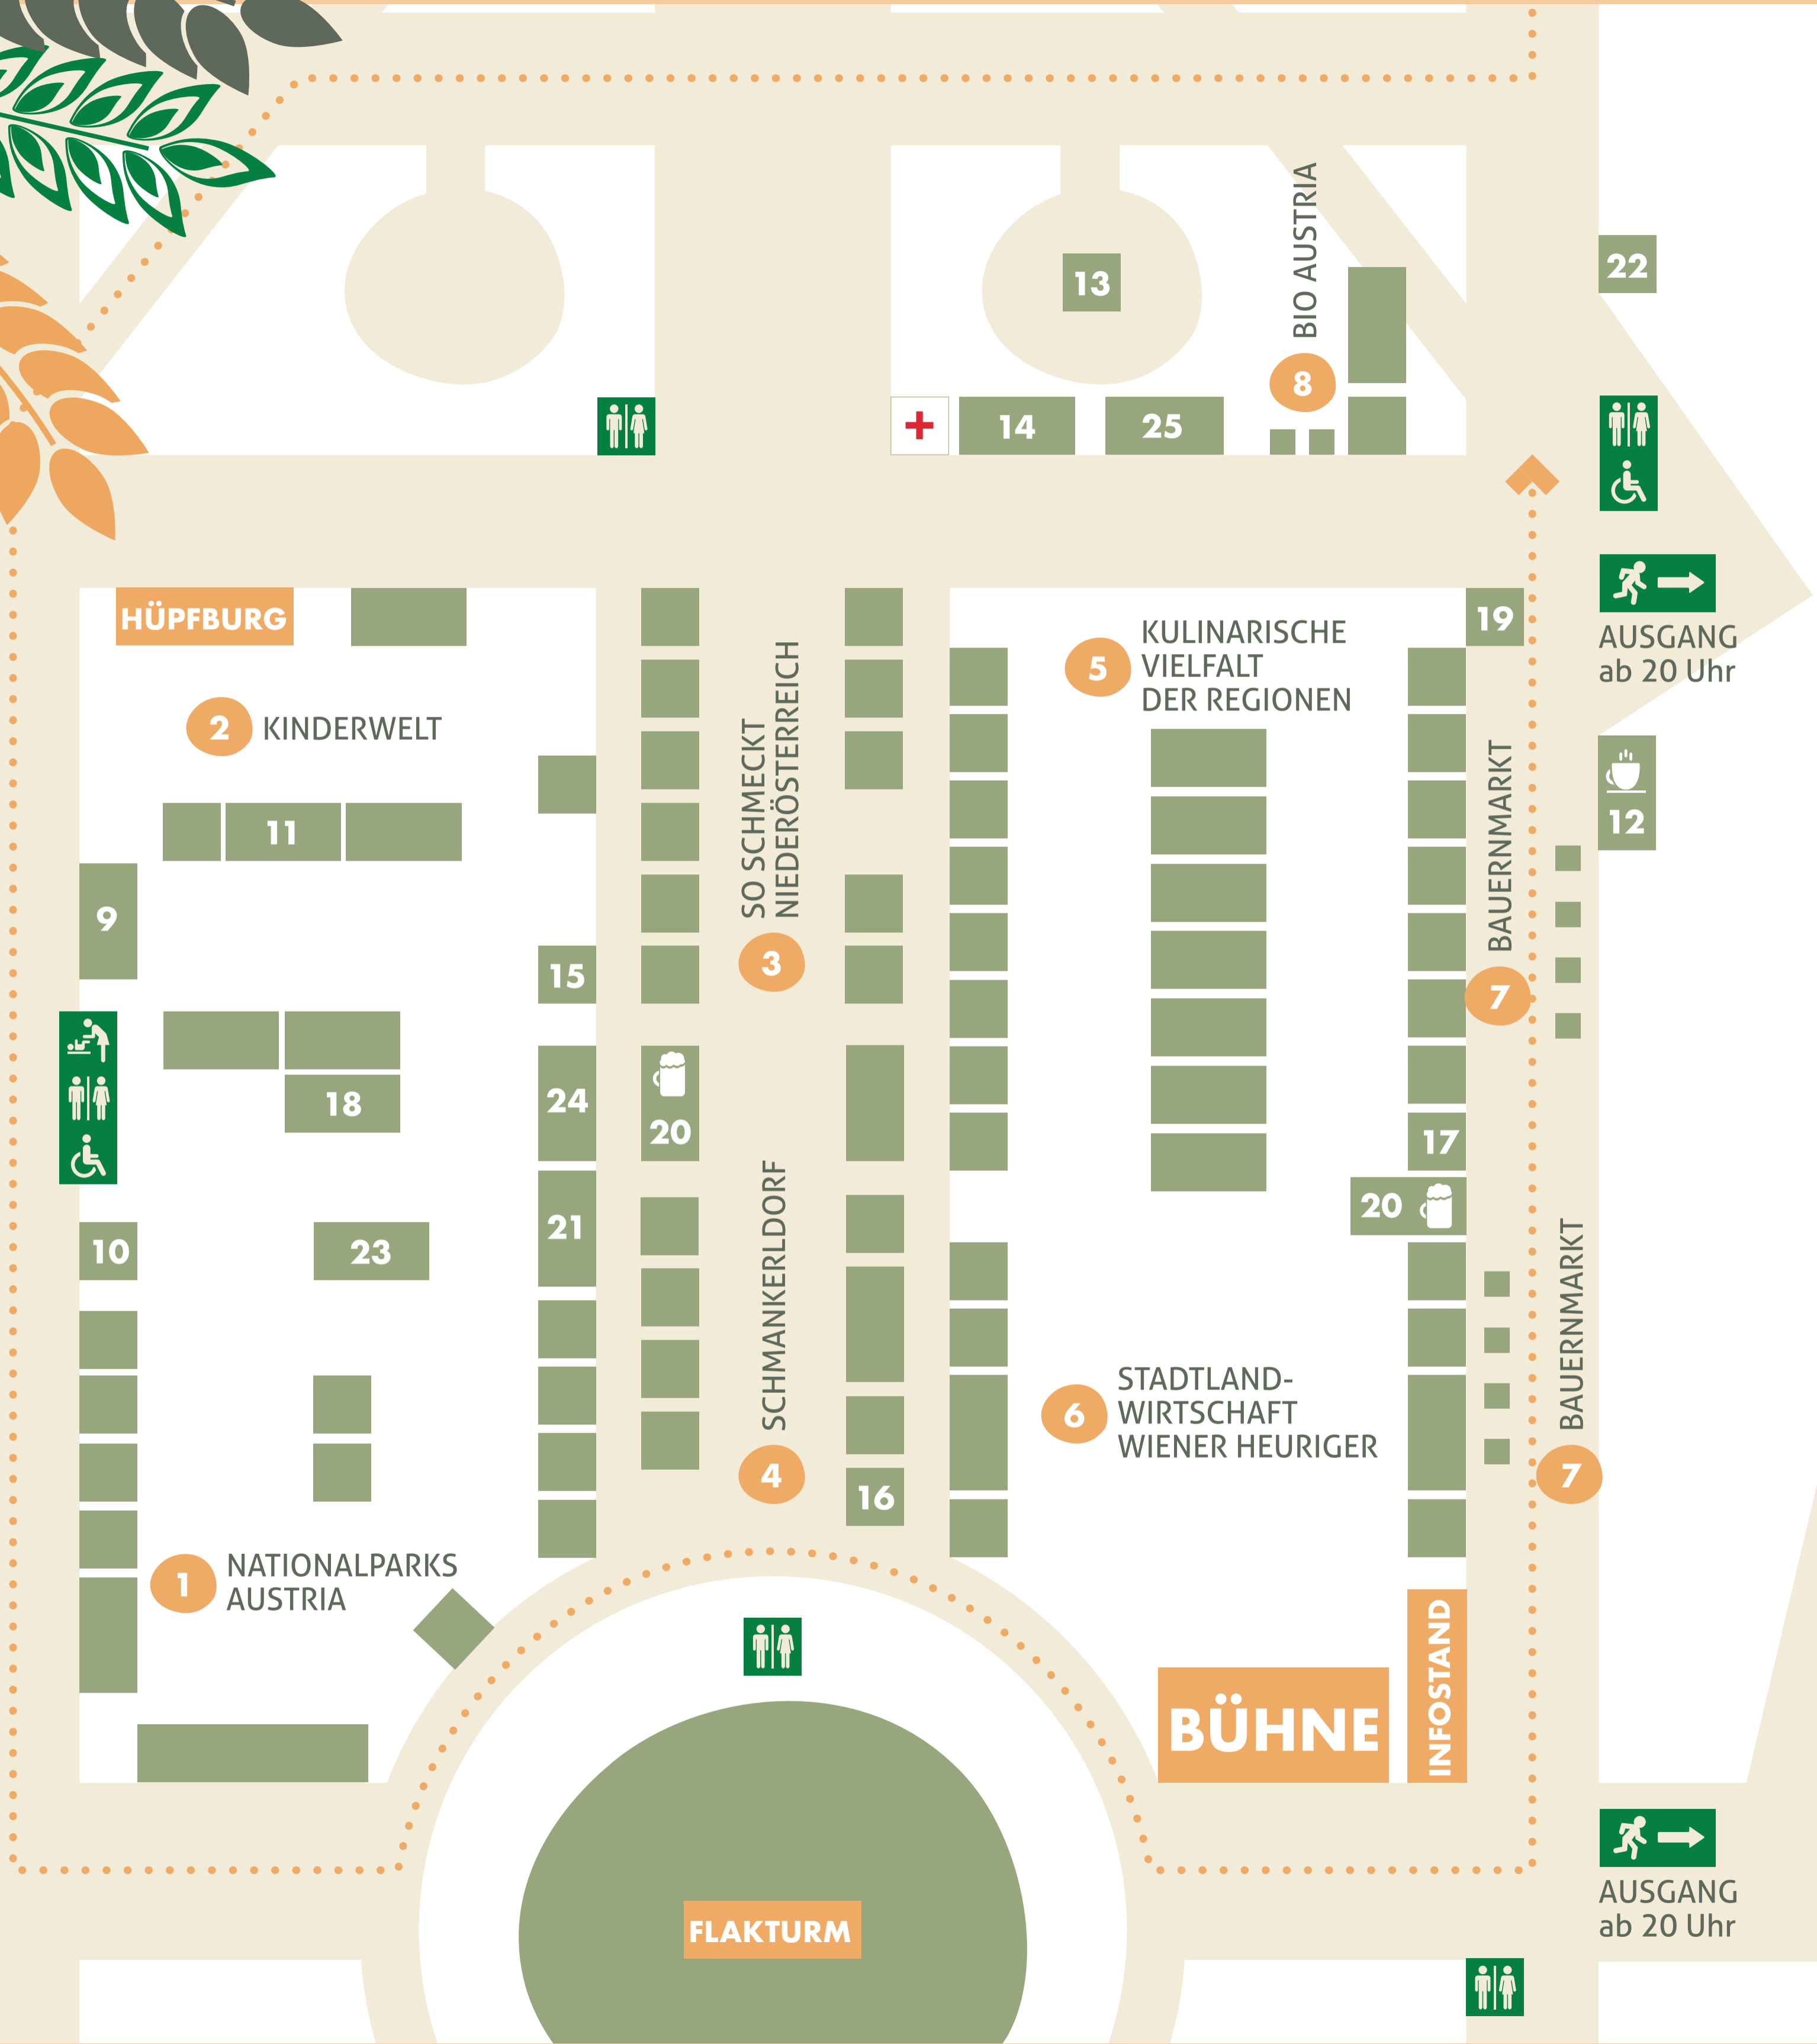 BIO AUSTRIA
8
13
22
14
25
AUSGANG
ab 20 Uhr
HÜPFBURG
19
2
KINDERWELT
SO SCHMECKT
NIEDERÖSTERREICH
3
5
KULINARISCHE
VIELFALT
DER REGIONEN
BAUERNMARKT
7
12
11
9
15
18
24
20
17
20
10
23
21
SCHMANKERLDORF
4
16
6
STADTLAND-
WIRTSCHAFT
WIENER HEURIGER
BAUERNMARKT
7
1
NATIONALPARKS
AUSTRIA
BÜHNE
INFOSTAND
FLAKTURM
AUSGANG
ab 20 Uhr